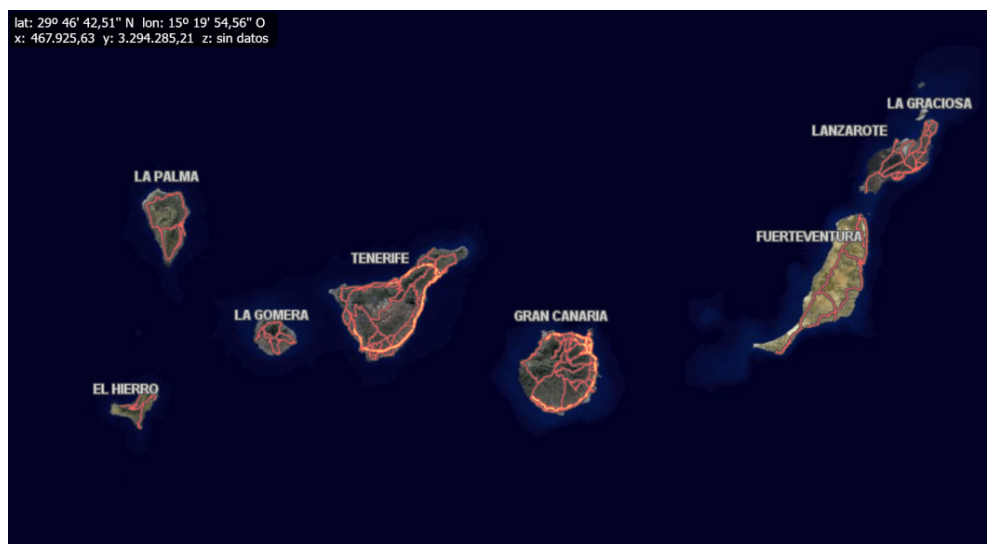 lat: 29º 46' 42,51'' N  lon: 15º 19' 54,56'' O
x: 467.925,63  y: 3.294.285,21  z: sin datos
LA GRACIOSA
LANZAROTE
LA PALMA
FUERTEVENTURA
TENERIFE
LA GOMERA
GRAN CANARIA
EL HIERRO